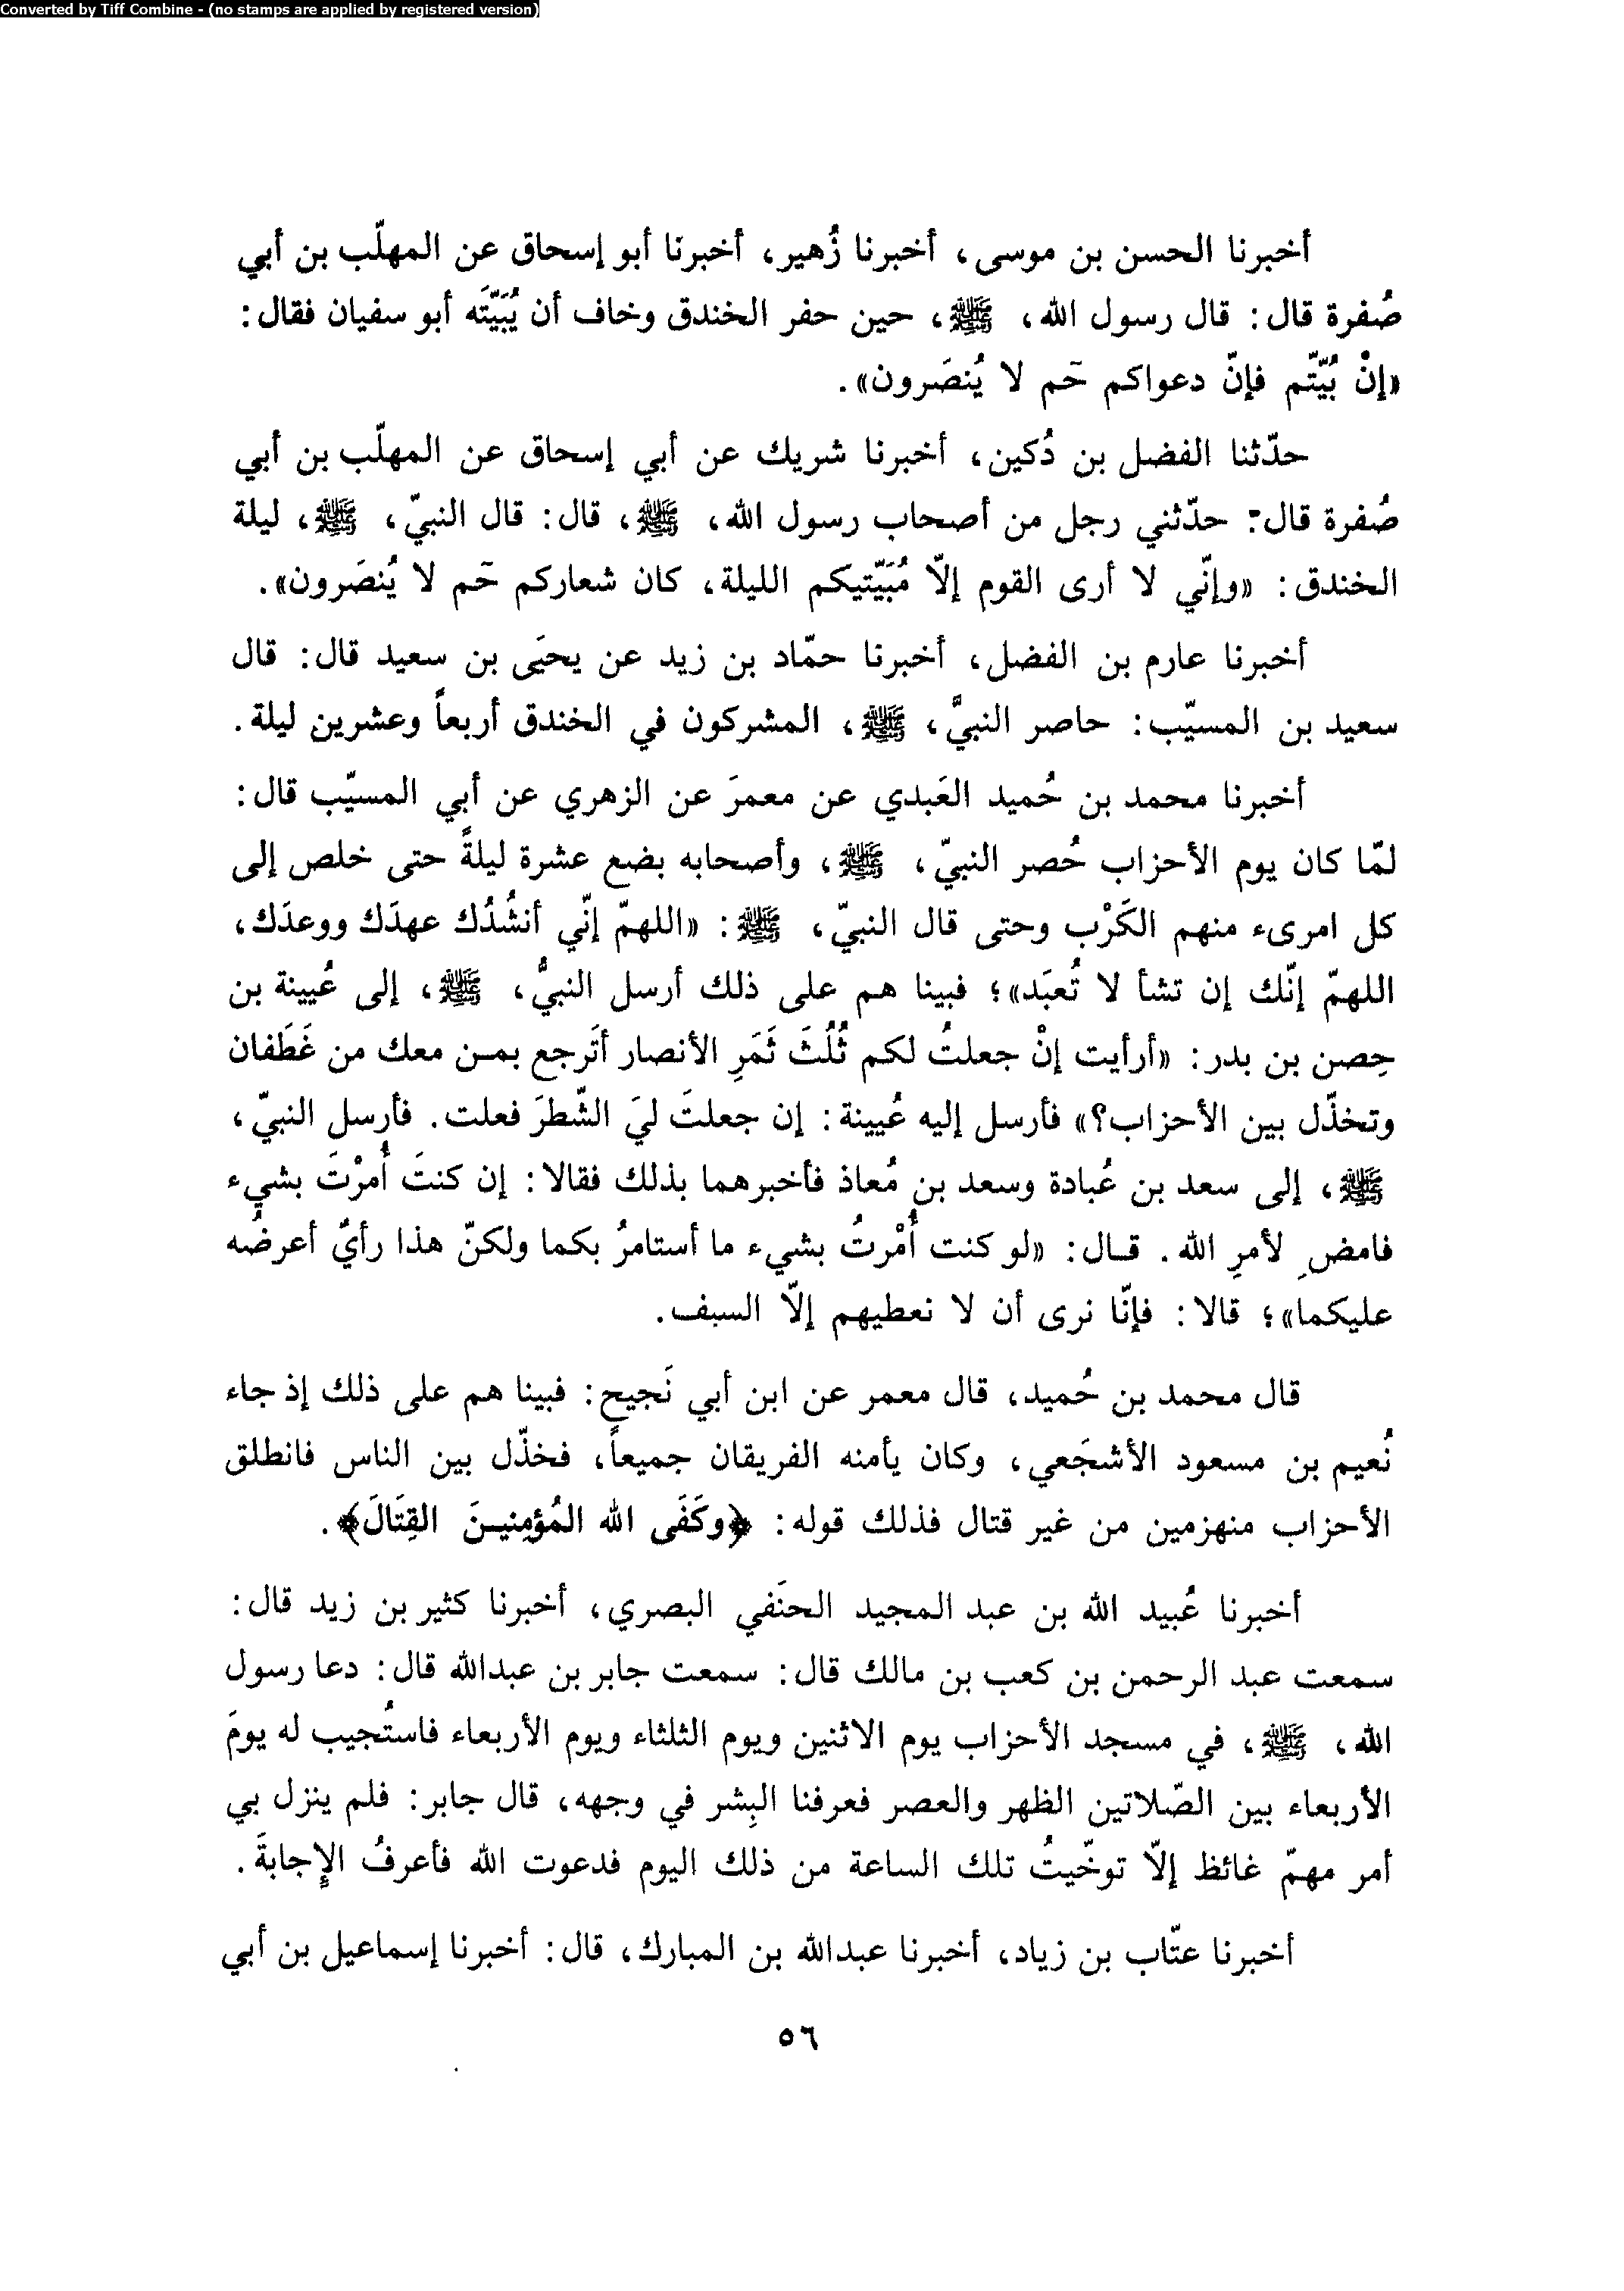 Converted by Tiff Combine - (no stamps are applied by registered version)
أخبرنا الحسن بن موسى، أخبرنا زُهير، أخبرنا أبو إسحاق عن المهلّب بن أبي
صُفرة قال: قال رسول الله، ﷺ، حين حفر الخندق وخاف أن يُبَيّتَه أبو سفيان فقال:
«إنْ بُيّتّم فإنّ دعواكم حٓم لا يُنصَرون».
حدّثنا الفضل بن دُكين، أخبرنا شريك عن أبي إسحاق عن المهلّب بن أبي
صُفرة قال: حدّثني رجل من أصحاب رسول الله، ﷺ، قال: قال النبيّ، ﷺ، ليلة
الخندق: «وإنّي لا أرى القوم إلاّ مُبَيّتيكم الليلة، كان شعاركم حٓم لا يُنصَرون».
أخبرنا عارم بن الفضل، أخبرنا حمّاد بن زيد عن يحيَى بن سعيد قال: قال
سعيد بن المسيّب: حاصر النبيَّ، ﷺ، المشركون في الخندق أربعاً وعشرين ليلة.
أخبرنا محمد بن حُميد العَبدي عن معمرَ عن الزهري عن أبي المسيّب قال:
لمّا كان يوم الأحزاب حُصر النبيّ، ﷺ، وأصحابه بضع عشرة ليلةً حتى خلص إلى
كل امرىء منهم الكَرْب وحتى قال النبيّ، ﷺ: «اللهمّ إنّي أنشُدُك عهدَك ووعدَك،
اللهمّ إنّك إن تشأ لا تُعبَد»؛ فبينا هم على ذلك أرسل النبيُّ، ﷺ، إلى عُيينة بن
حِصن بن بدر: «أرأيت إنْ جعلتُ لكم ثُلُثَ ثَمَرِ الأنصار أتَرجع بمن معك من غَطَفان
وتخذّل بين الأحزاب؟» فأرسل إليه عُيينة: إن جعلتَ ليَ الشّطرَ فعلت. فأرسل النبيّ،
ﷺ، إلى سعد بن عُبادة وسعد بن مُعاذ فأخبرهما بذلك فقالا: إن كنتَ أُمرْتَ بشيء
فامضِ لأمرِ الله. قال: «لو كنت أُمْرتُ بشيء ما أستامرُ بكما ولكنّ هذا رأيٌ أعرضُه
عليكما»؛ قالا: فإنّا نرى أن لا نعطيهم إلاّ السيف.
قال محمد بن حُميد، قال معمر عن ابن أبي نَجيح: فبينا هم على ذلك إذ جاء
نُعيم بن مسعود الأشجَعي، وكان يأمنه الفريقان جميعاً، فخذّل بين الناس فانطلق
الأحزاب منهزمين من غير قتال فذلك قوله: ﴿وكَفَى الله المُؤمِنينَ القِتَالَ﴾.
أخبرنا عُبيد الله بن عبد المجيد الحنَفي البصري، أخبرنا كثير بن زيد قال:
سمعت عبد الرحمن بن كعب بن مالك قال: سمعت جابر بن عبدالله قال: دعا رسول
الله، ﷺ، في مسجد الأحزاب يوم الاثنين ويوم الثلثاء ويوم الأربعاء فاستُجيب له يومَ
الأربعاء بين الصّلاتين الظهر والعصر فعرفنا البِشر في وجهه، قال جابر: فلم ينزل بي
أمر مهمّ غائظ إلاّ توخّيتُ تلك الساعة من ذلك اليوم فدعوت الله فأعرفُ الإجابةَ.
أخبرنا عتّاب بن زياد، أخبرنا عبدالله بن المبارك، قال: أخبرنا إسماعيل بن أبي
٥٦